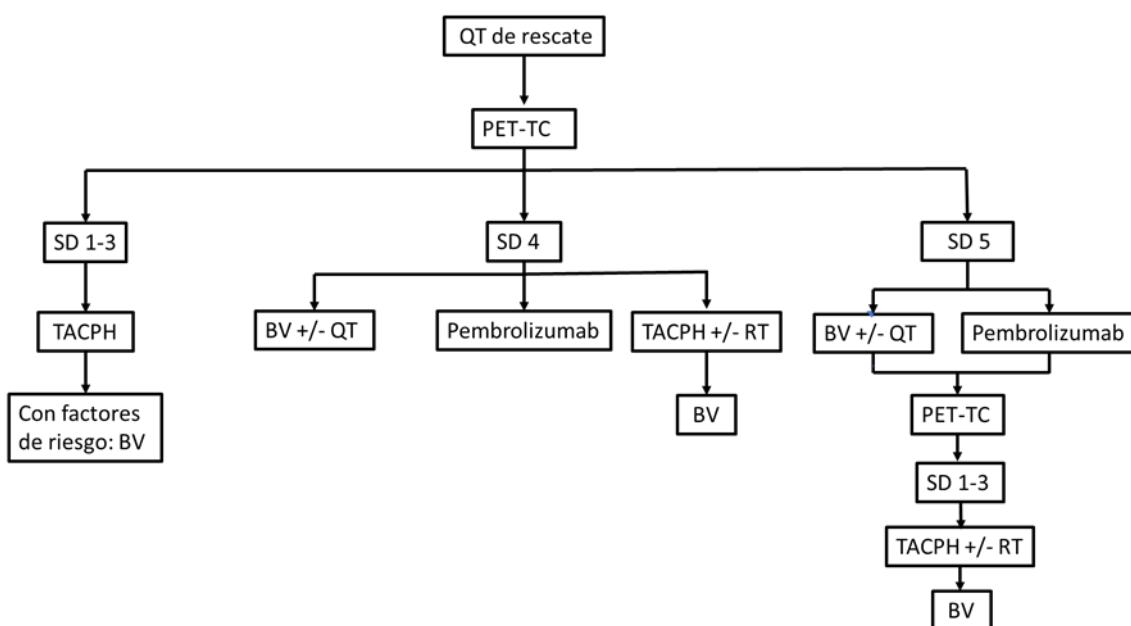 QT de rescate
PET-TC
SD 1-3
SD 4
SD 5
TACPH
BV +/- QT
Pembrolizumab
TACPH +/- RT
BV +/- QT
Pembrolizumab
Con factores
de riesgo: BV
BV
PET-TC
SD 1-3
TACPH +/- RT
BV